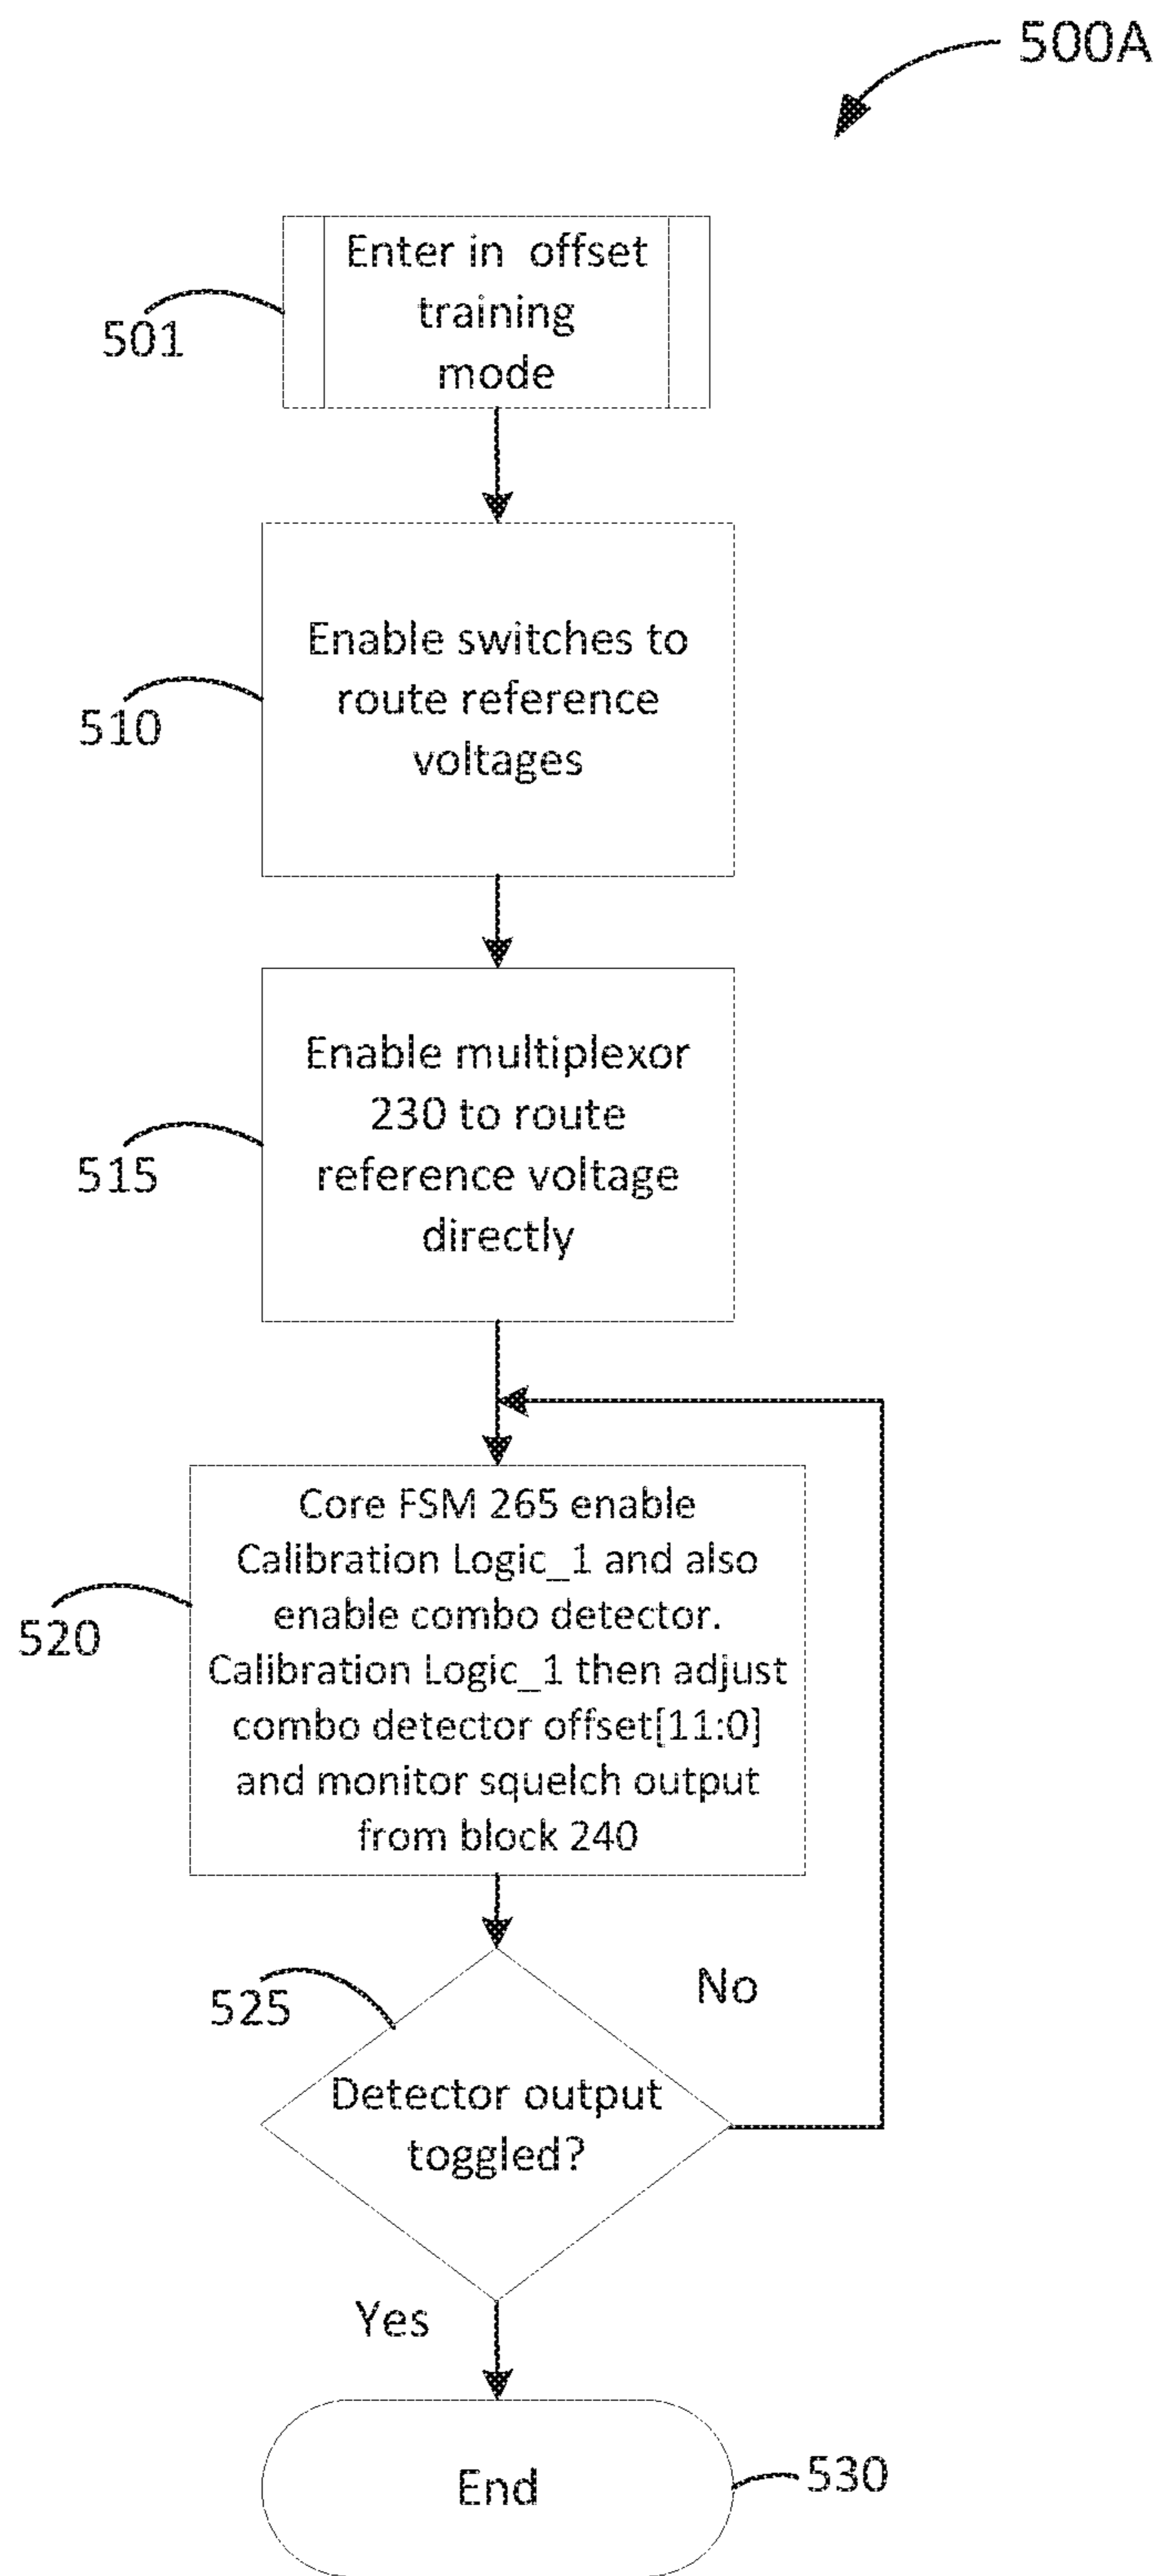 500A
Enter in offset
training
mode
501
Enable switches to
route reference
voltages
510
Enable multiplexor
230 to route
reference voltage
directly
515
Core FSM 265 enable
Calibration Logic_1 and also
enable combo detector.
Calibration Logic_1 then adjust
combo detector offset[11:0]
and monitor squelch output
from block 240
520
525
No
Detector output
toggled?
Yes
End
530